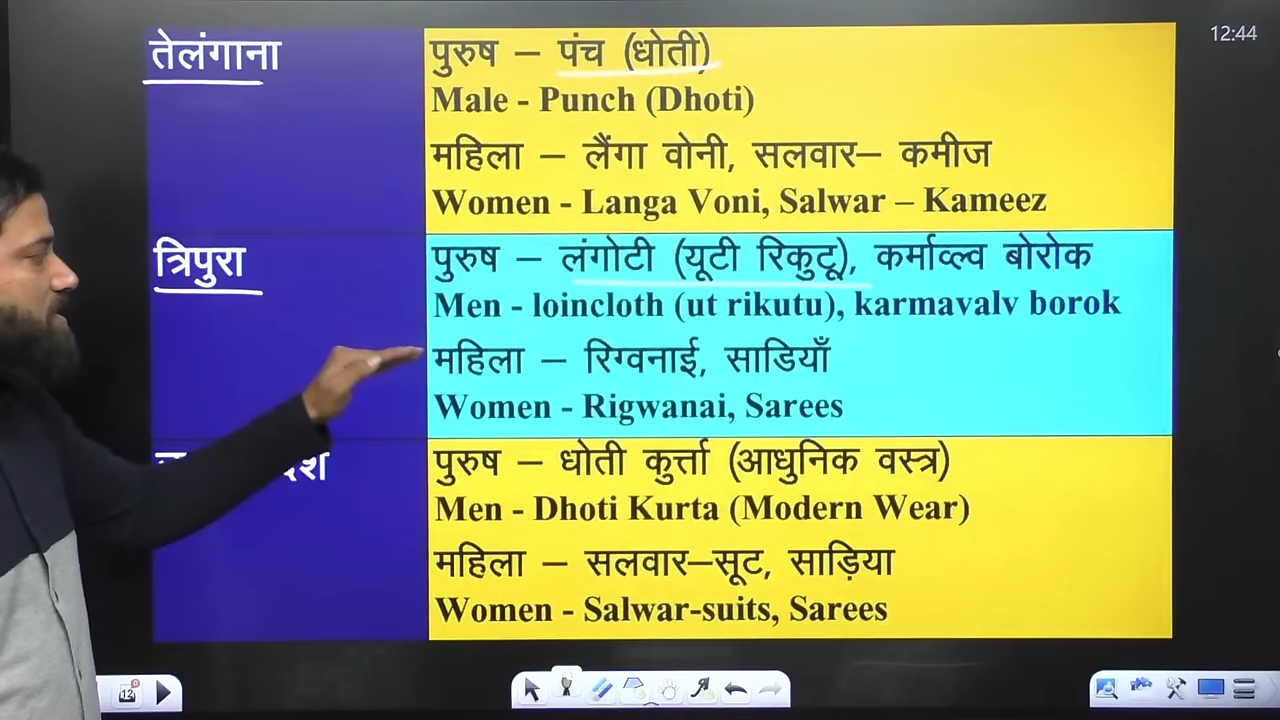 12:44
तेलंगाना
पुरुष – पंच (धोती)
Male - Punch (Dhoti)
महिला – लैंगा वोनी, सलवार– कमीज
Women - Langa Voni, Salwar – Kameez
त्रिपुरा
पुरुष – लंगोटी (यूटी रिकुटू), कर्माव्ल्व बोरोक
Men - loincloth (ut rikutu), karmavalv borok
महिला – रिग्वनाई, साडियाँ
Women - Rigwanai, Sarees
पुरुष – धोती कुर्त्ता (आधुनिक वस्त्र)
Men - Dhoti Kurta (Modern Wear)
महिला – सलवार–सूट, साड़िया
Women - Salwar-suits, Sarees
12